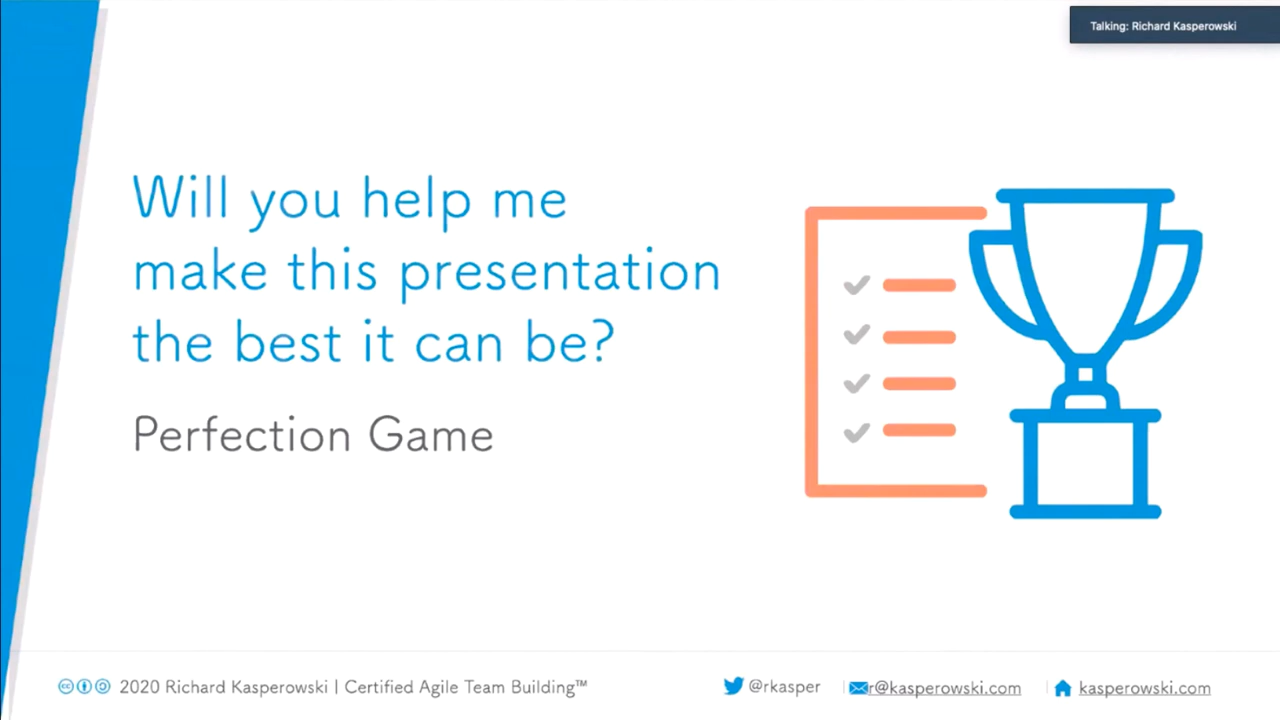 Talking: Richard Kasperowski
Will you help me
make this presentation
the best it can be?
Perfection Game
2020 Richard Kasperowski | Certified Agile Team Building™
@rkasper
r@kasperowski.com
kasperowski.com